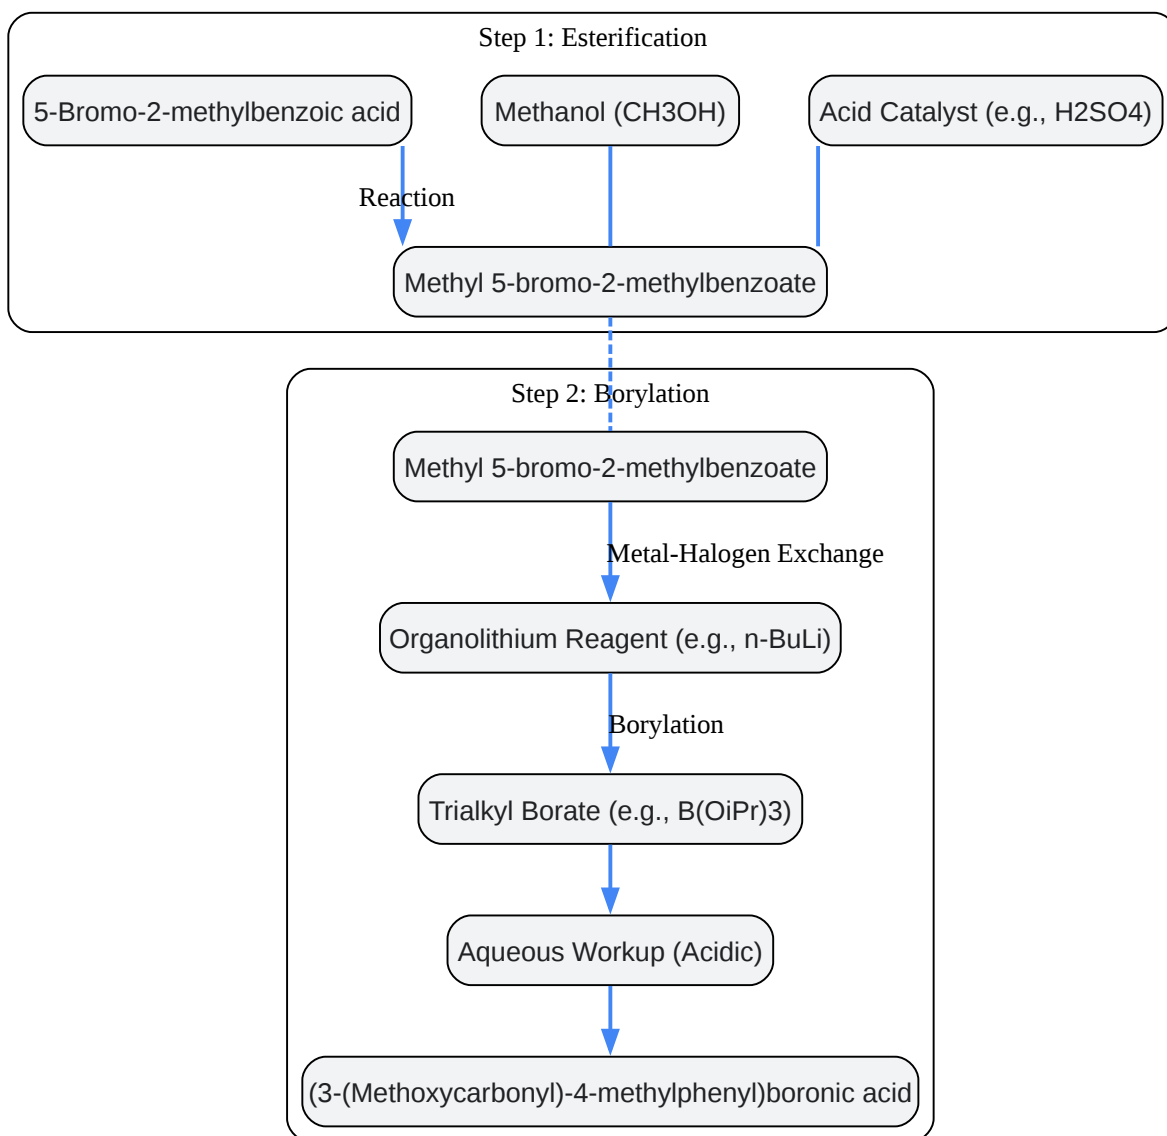 Step 1: Esterification
5-Bromo-2-methylbenzoic acid
Methanol (CH3OH)
Acid Catalyst (e.g., H2SO4)
Reaction
Methyl 5-bromo-2-methylbenzoate
Step 2: Borylation
Methyl 5-bromo-2-methylbenzoate
Metal-Halogen Exchange
Organolithium Reagent (e.g., n-BuLi)
Borylation
Trialkyl Borate (e.g., B(OiPr)3)
Aqueous Workup (Acidic)
(3-(Methoxycarbonyl)-4-methylphenyl)boronic acid